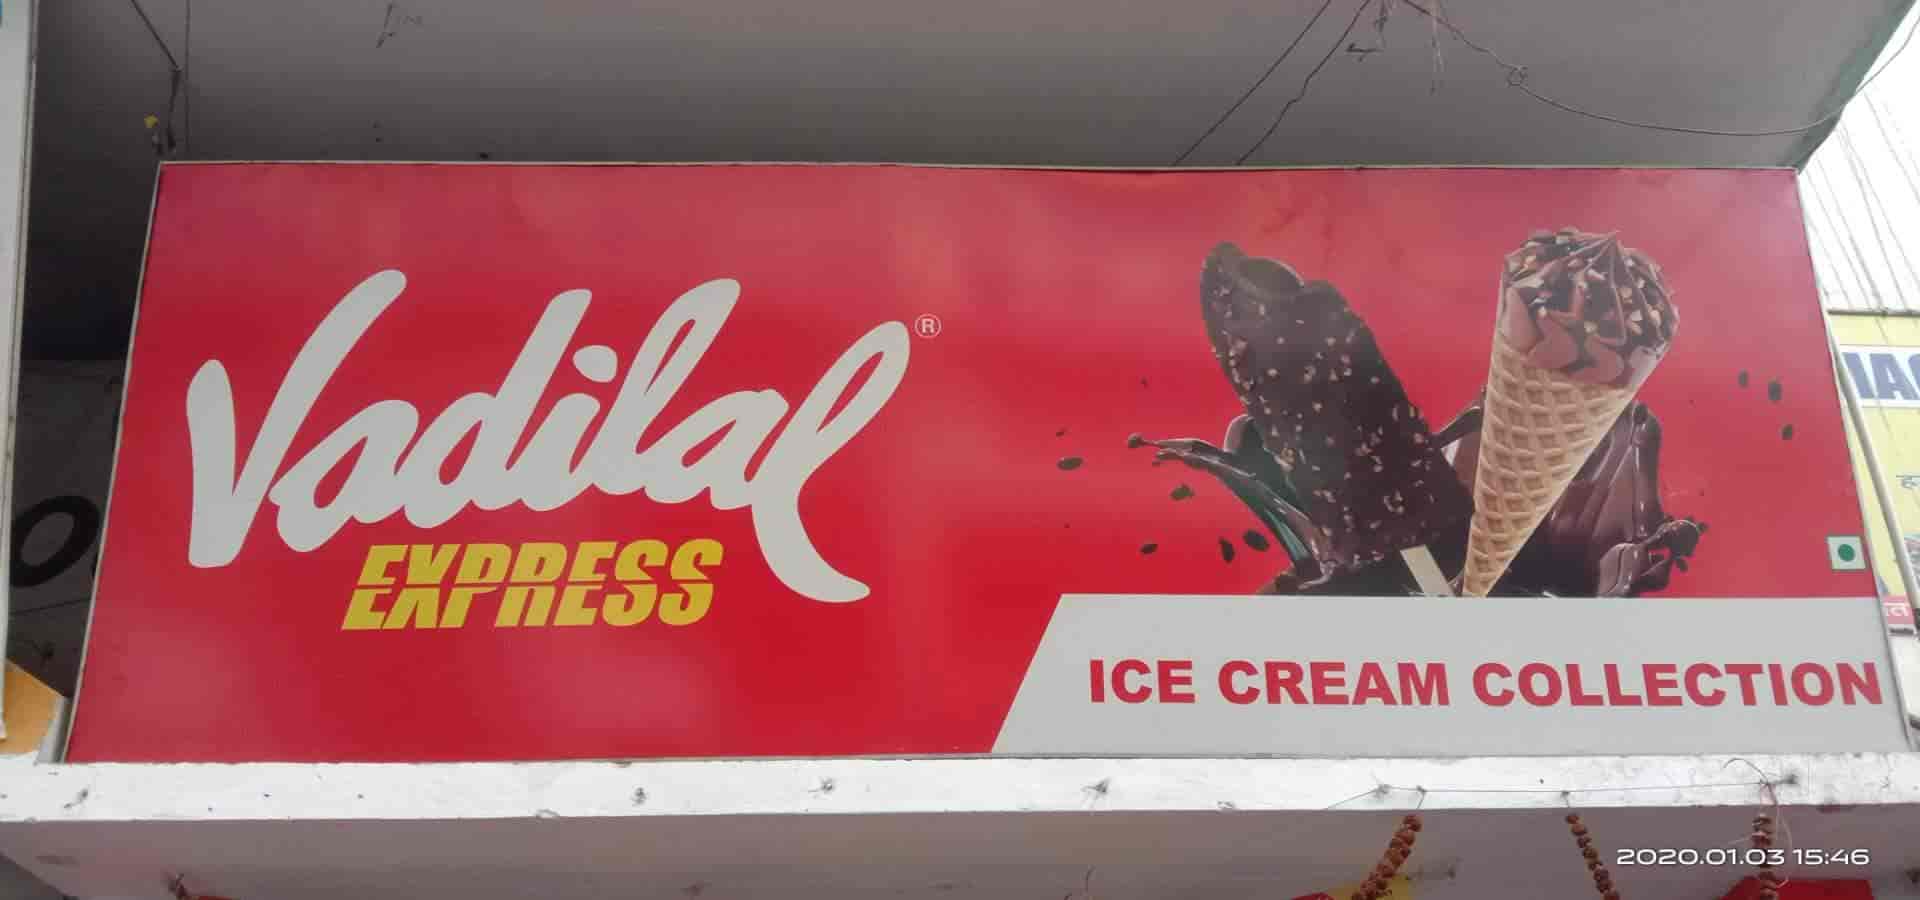 Vadilal®
EXPRESS
ICE CREAM COLLECTION
2020.01.03 15:46